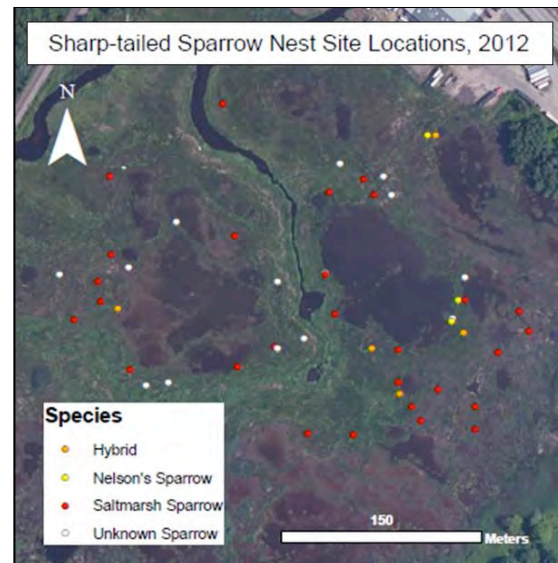 Sharp-tailed Sparrow Nest Site Locations, 2012
N
Species
Hybrid
Nelson's Sparrow
Saltmarsh Sparrow
Unknown Sparrow
150
Meters